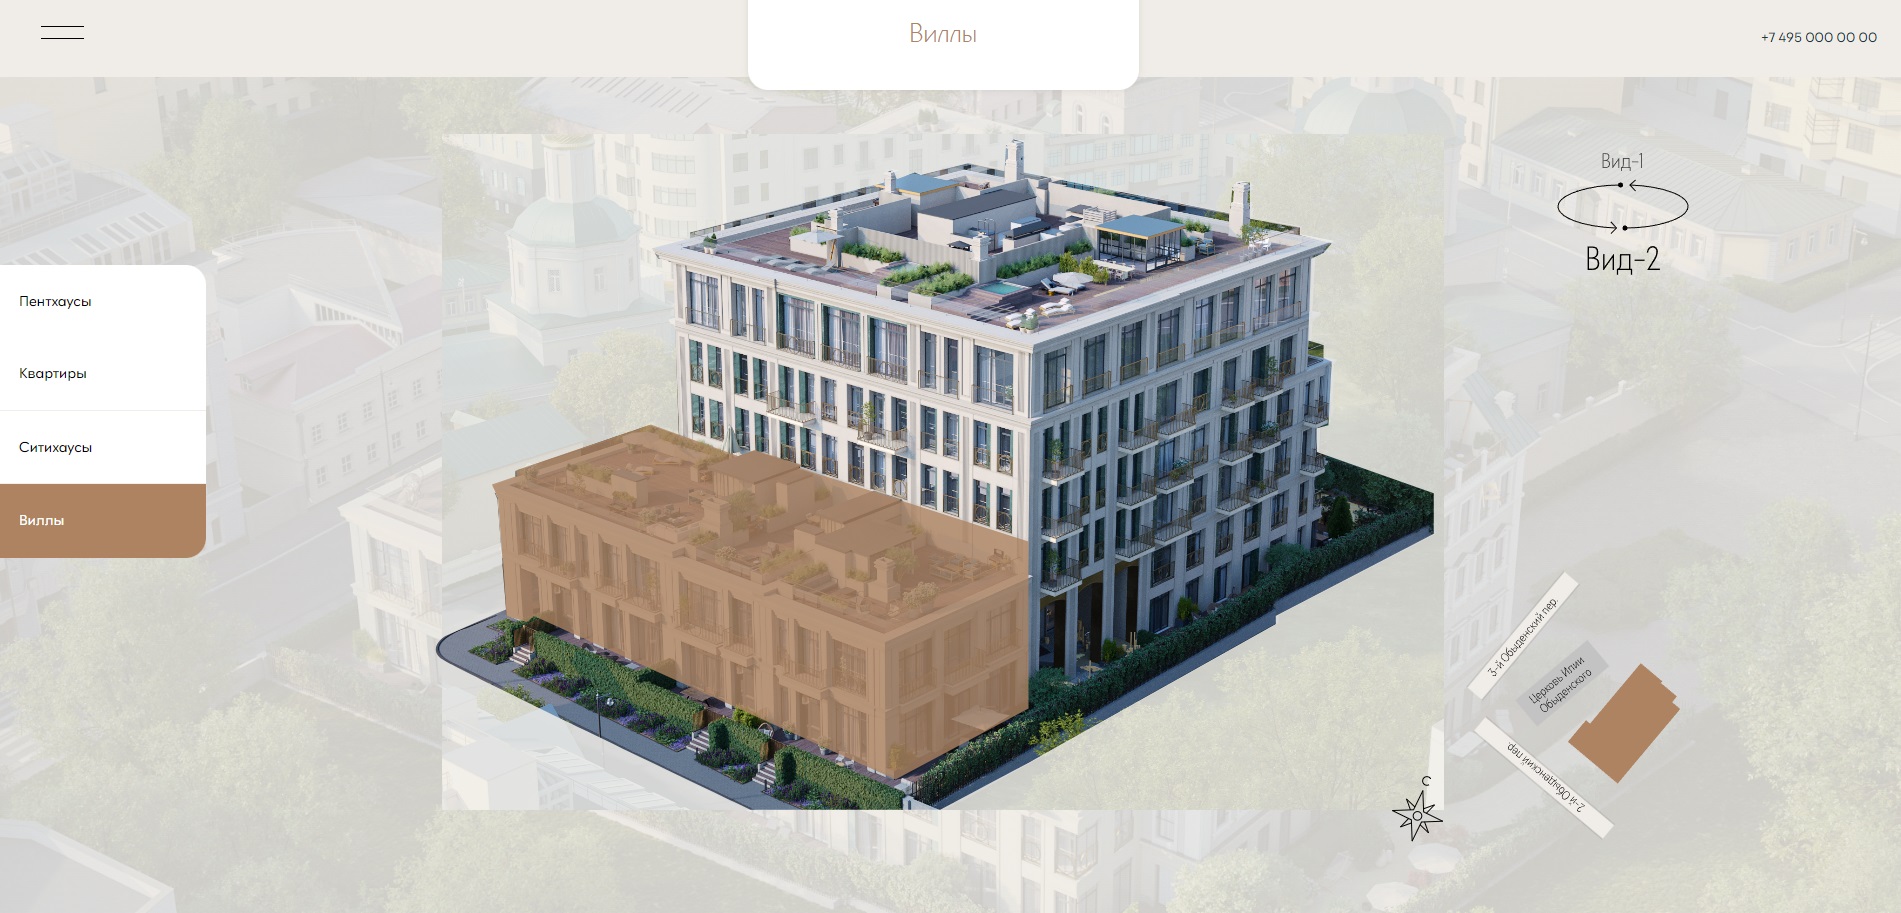 Виллы
+7 495 000 00 00
Вид-1
Вид-2
Пентхаусы
Квартиры
Ситихаусы
Виллы
3-й Обыденский пер.
Церковь Илии
Обыденского
2-й Обыденский пер.
С